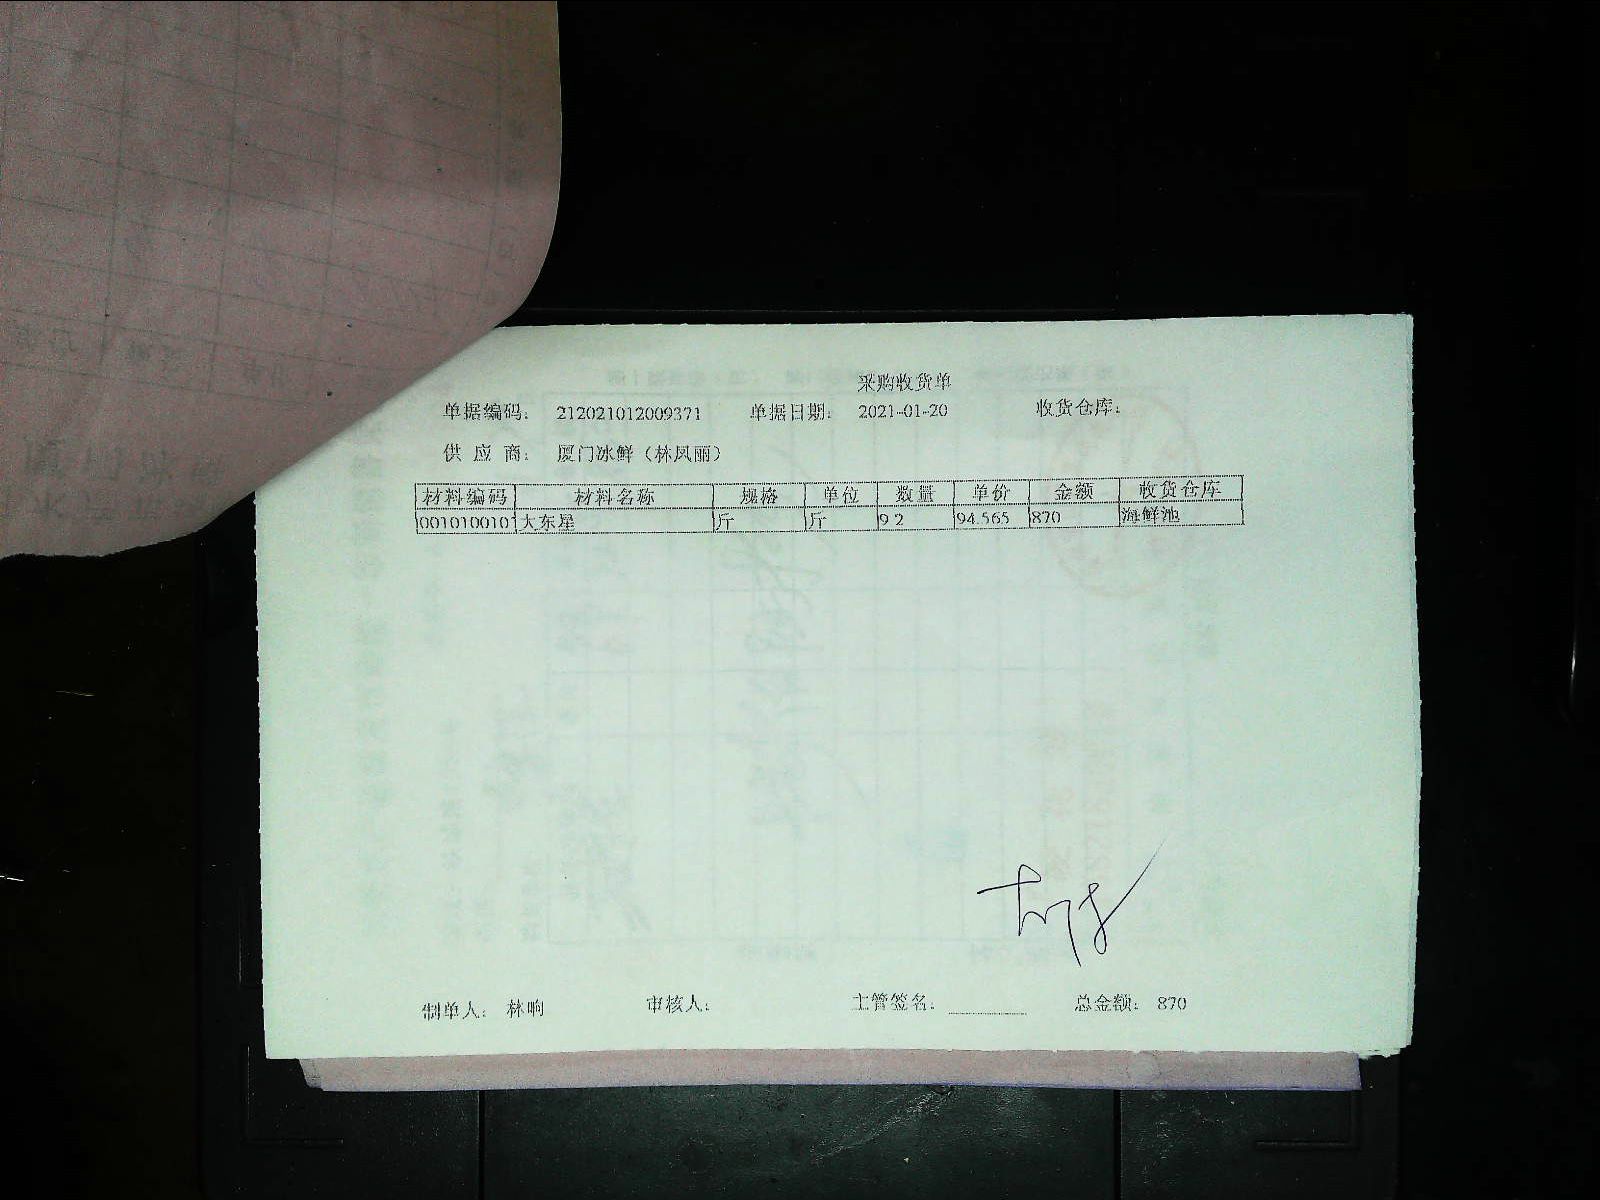 采购收货单
单据编码: 212021012009371 单据日期: 2021-01-20 收货仓库:
供应商: 厦门冰鲜(林凤丽)
材料编码 材料名称 规格 单位 数量 单价 金额 收货仓库
001010010 大东星 斤 斤 9.2 94.565 870 海鲜池
制单人: 林晌 审核人: 主管签名: 总金额: 870